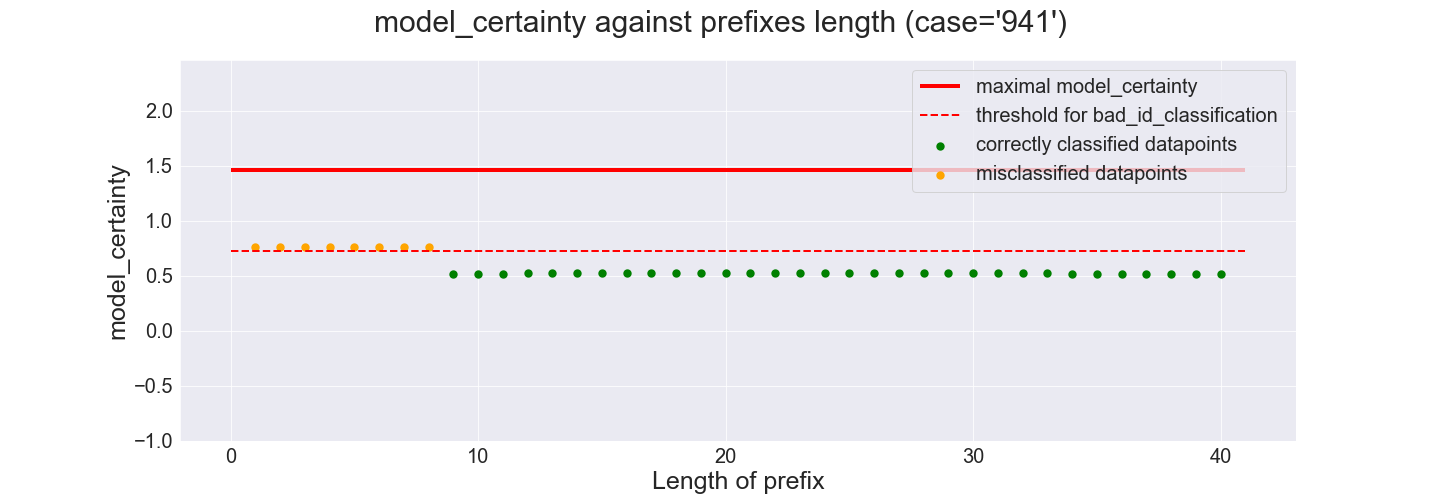 model_certainty against prefixes length (case='941')
maximal model_certainty
threshold for bad_id_classification
correctly classified datapoints
misclassified datapoints
model_certainty
2.0
1.5
1.0
0.5
0.0
−0.5
−1.0
0 10 20 30 40
Length of prefix